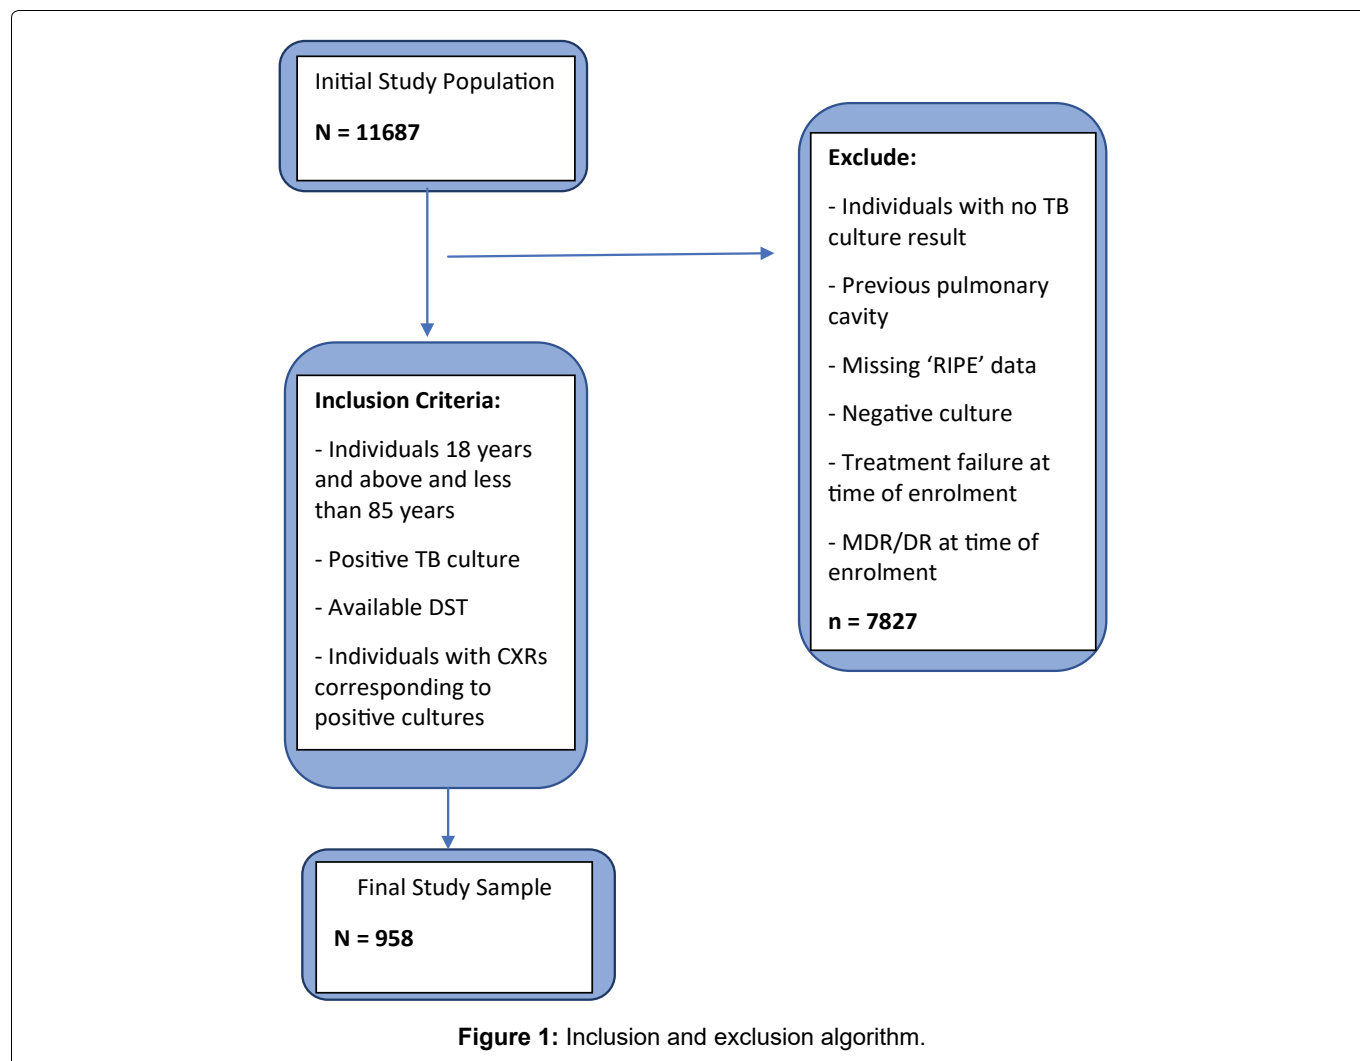 Initial Study Population
N = 11687
Exclude:
- Individuals with no TB
culture result
- Previous pulmonary
cavity
- Missing ‘RIPE’ data
- Negative culture
- Treatment failure at
time of enrolment
- MDR/DR at time of
enrolment
n = 7827
Inclusion Criteria:
- Individuals 18 years
and above and less
than 85 years
- Positive TB culture
- Available DST
- Individuals with CXRs
corresponding to
positive cultures
Final Study Sample
N = 958
Figure 1: Inclusion and exclusion algorithm.